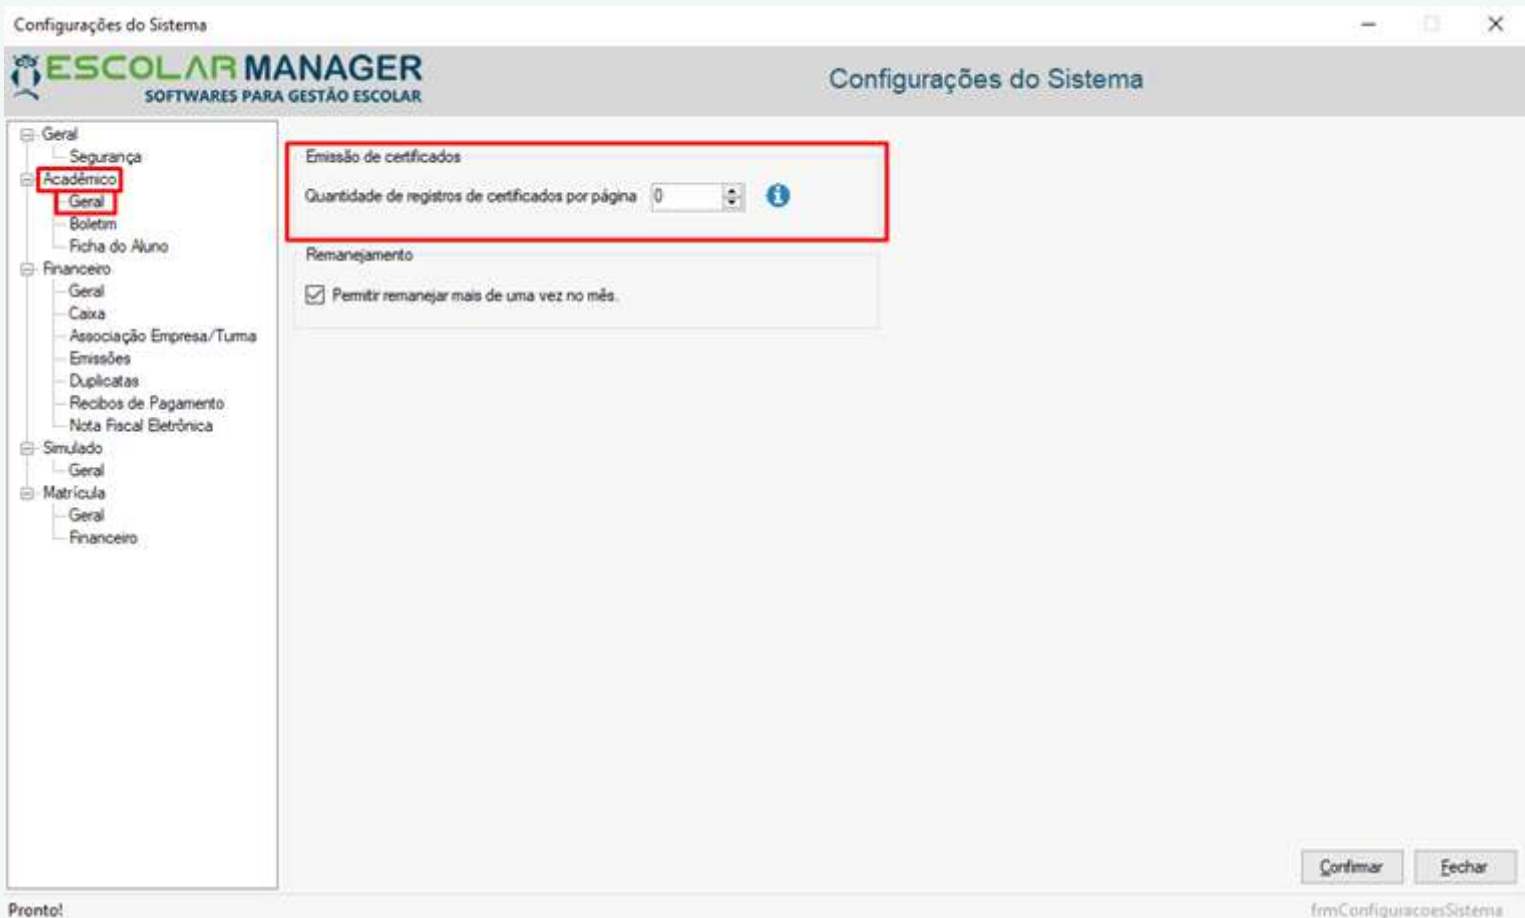 Configurações do Sistema
ESCOLAR MANAGER
SOFTWARES PARA GESTÃO ESCOLAR
Configurações do Sistema
Geral
Segurança
Acadêmico
Geral
Boletim
Ficha do Aluno
Financeiro
Geral
Caixa
Associação Empresa/Turma
Emissões
Duplicatas
Recibos de Pagamento
Nota Fiscal Eletrônica
Simulado
Geral
Matrícula
Geral
Financeiro
Emissão de certificados
Quantidade de registros de certificados por página 0
Remanejamento
Permitir remanejar mais de uma vez no mês.
Confirmar Fechar
Pronto! frmConfiguracoesSistema